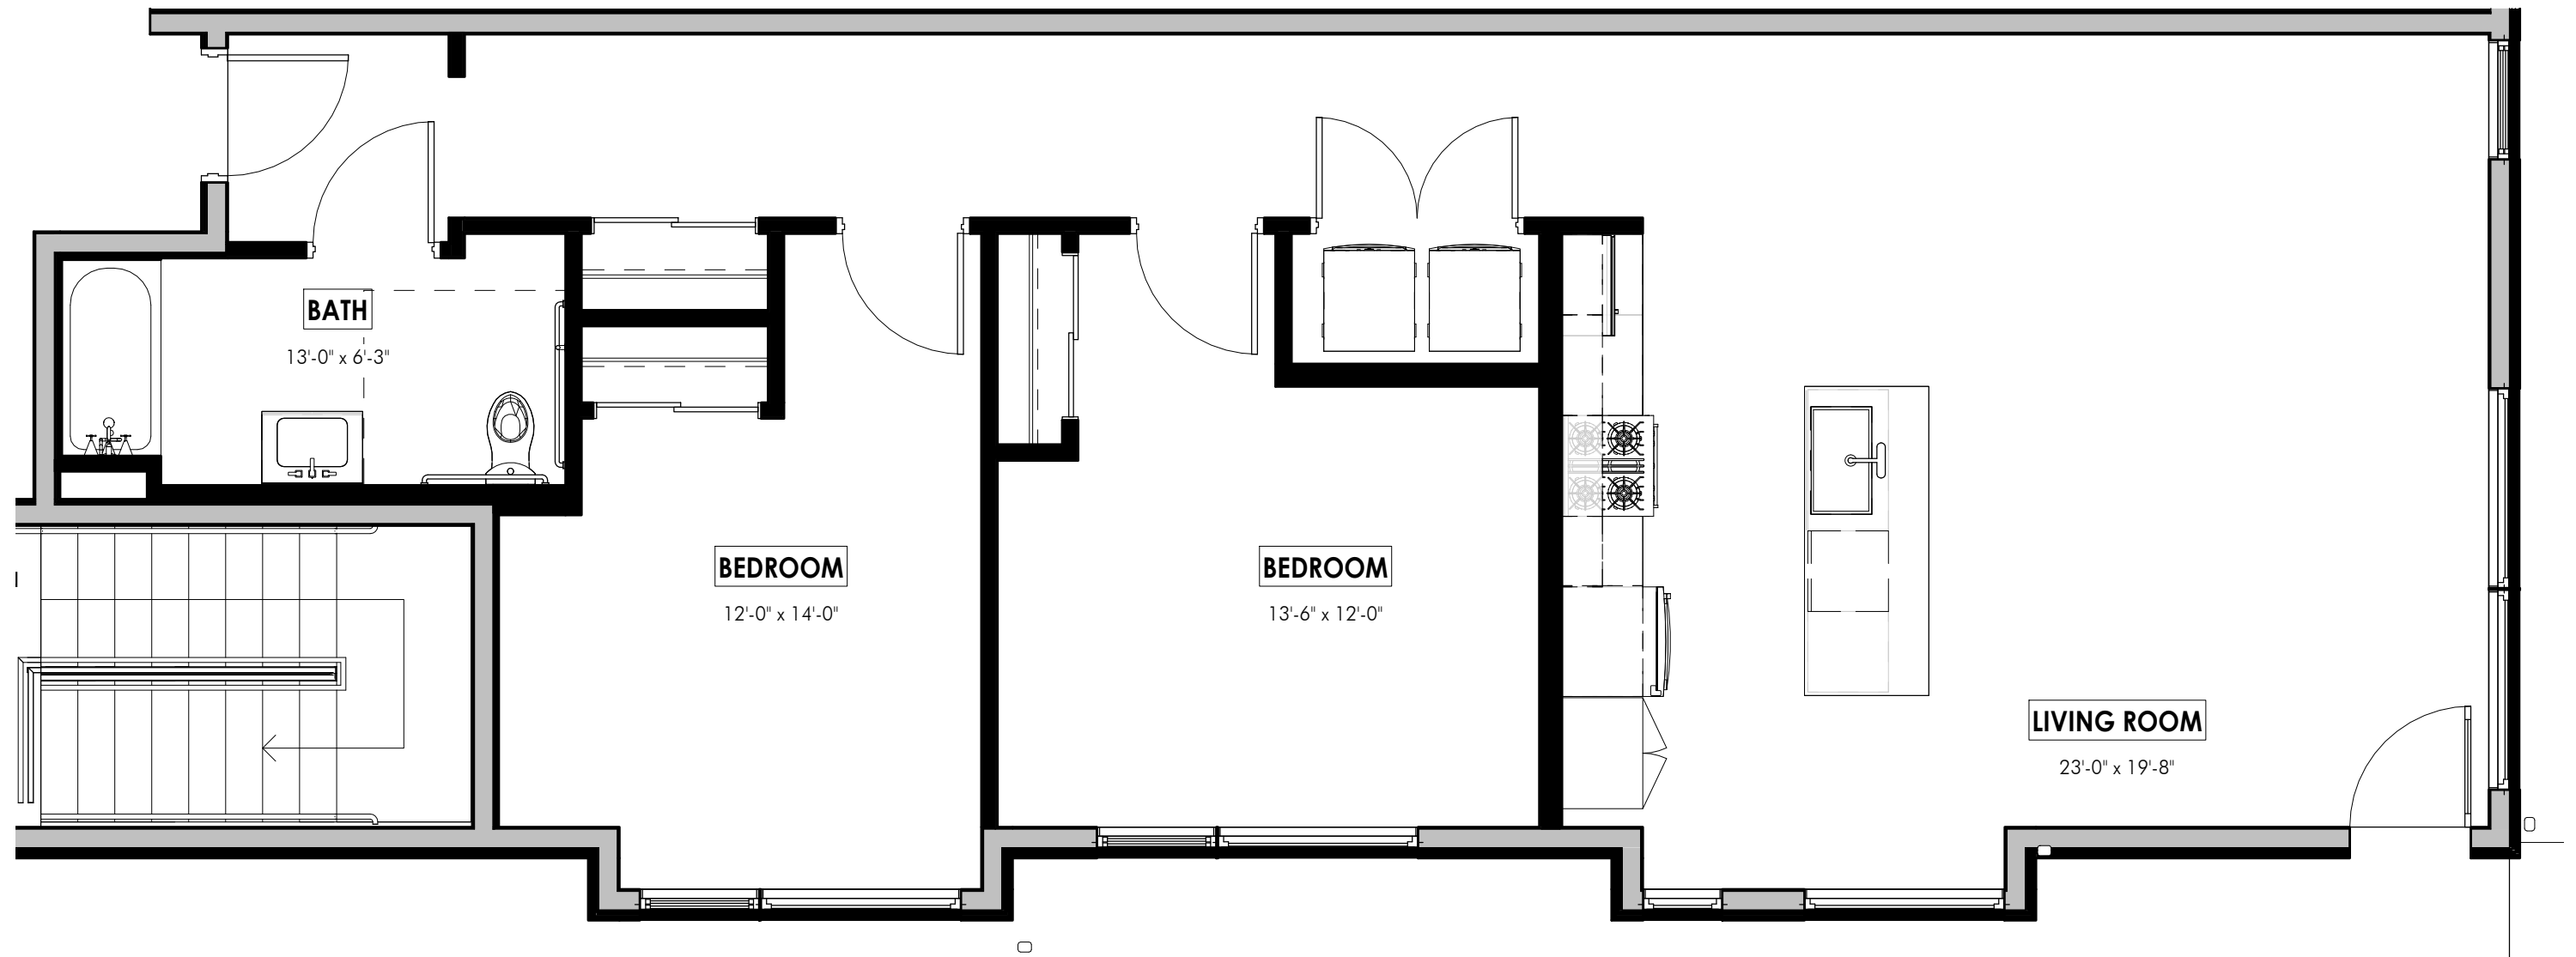 BATH
13'-0" x 6'-3"
BEDROOM
12'-0" x 14'-0"
BEDROOM
13'-6" x 12'-0"
LIVING ROOM
23'-0" x 19'-8"